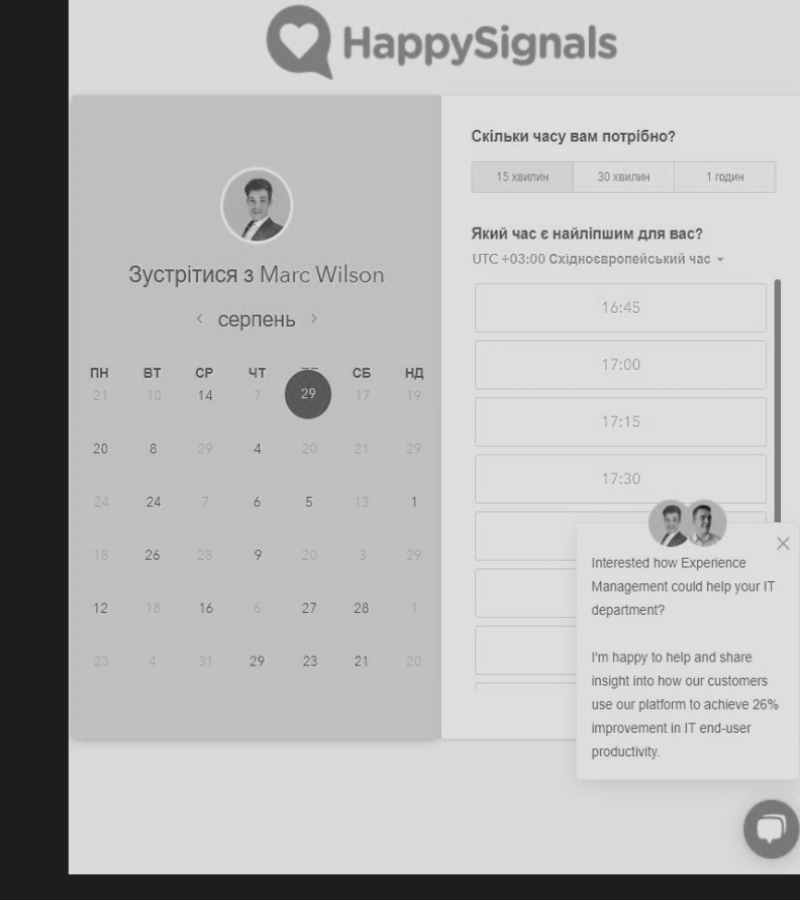 HappySignals
Зустрітися з Marc Wilson
серпень
ПН ВТ СР ЧТ СБ НД
21 10 14 7 29 17 19
20 8 29 4 20 21 29
24 24 7 6 5 13 1
18 26 28 9 20 3 29
12 18 16 6 27 28 1
23 4 31 29 23 21 20
Скільки часу вам потрібно?
15 хвилин 30 хвилин 1 годин
Який час є найліпшим для вас?
UTC +03:00 Східноєвропейський час
16:45
17:00
17:15
17:30
Interested how Experience
Management could help your IT
department?
I'm happy to help and share
insight into how our customers
use our platform to achieve 26%
improvement in IT end-user
productivity.